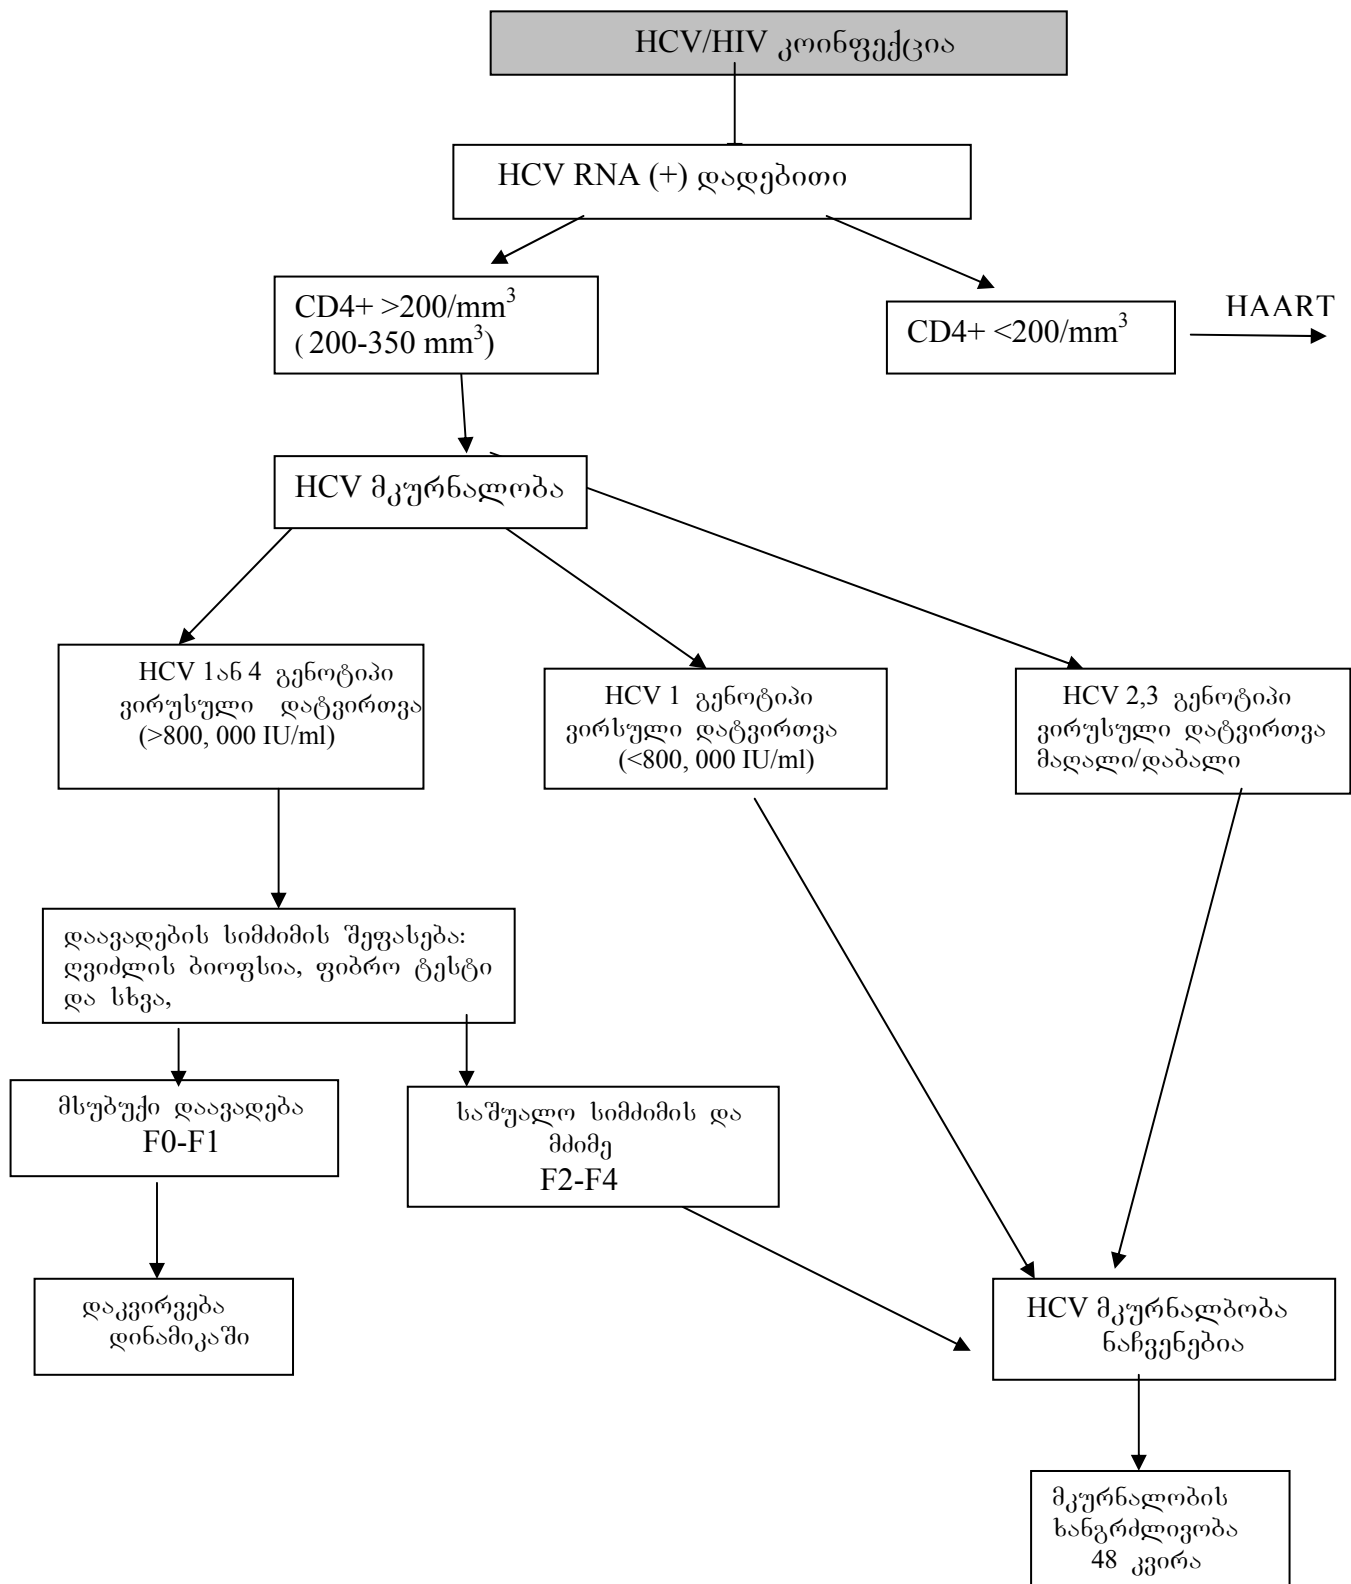 HCV/HIV კოინფექცია
HCV RNA (+) დადებითი
CD4+ >200/mm³
(200-350 mm³)
CD4+ <200/mm³
HAART
HCV მკურნალობა
HCV 1ან 4 გენოტიპი
ვირუსული დატვირთვა
(>800, 000 IU/ml)
HCV 1 გენოტიპი
ვირსული დატვირთვა
(<800, 000 IU/ml)
HCV 2,3 გენოტიპი
ვირუსული დატვირთვა
მაღალი/დაბალი
დაავადების სიმძიმის შეფასება:
ღვიძლის ბიოფსია, ფიბრო ტესტი
და სხვა,
მსუბუქი დაავადება
F0-F1
საშუალო სიმძიმის და
მძიმე
F2-F4
დაკვირვება
დინამიკაში
HCV მკურნალბობა
ნაჩვენებია
მკურნალობის
ხანგრძლივობა
48 კვირა